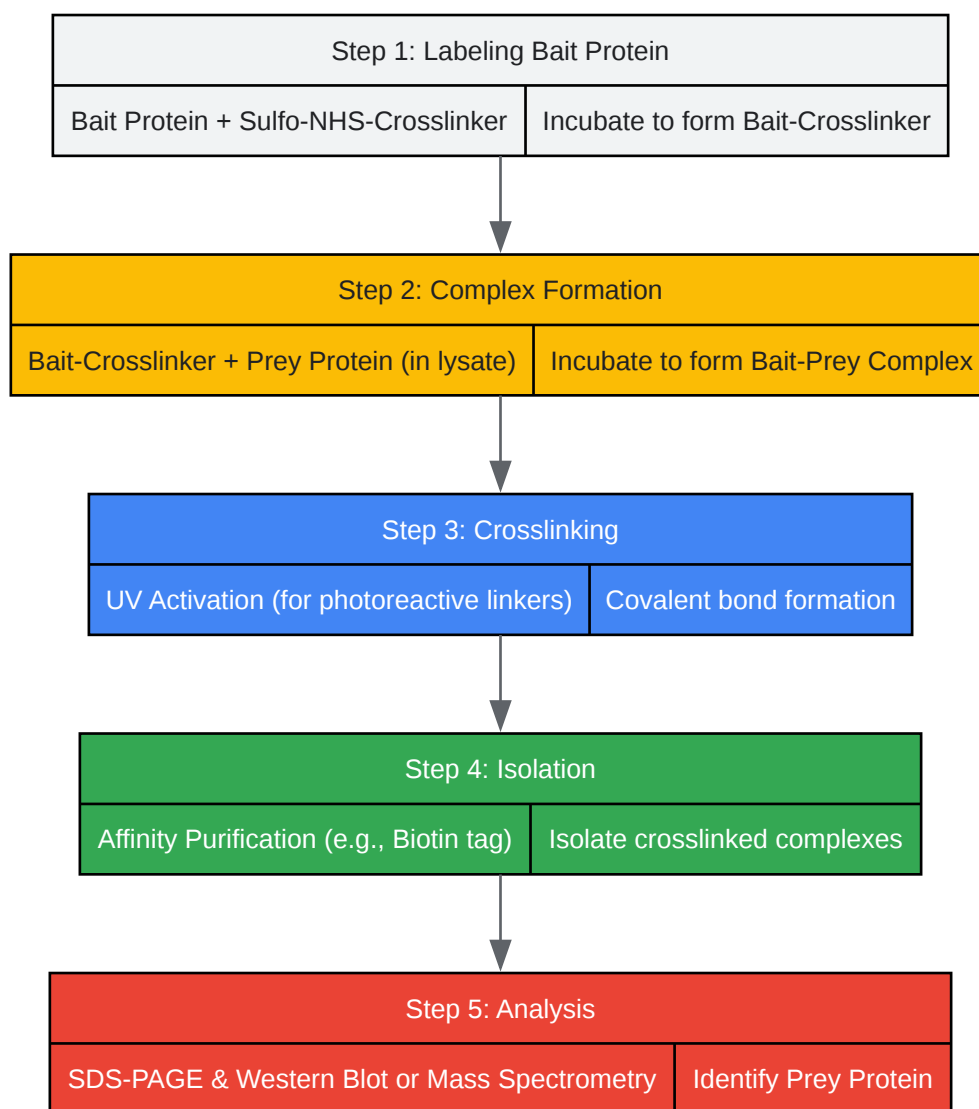 Step 1: Labeling Bait Protein
Bait Protein + Sulfo-NHS-Crosslinker
Incubate to form Bait-Crosslinker
Step 2: Complex Formation
Bait-Crosslinker + Prey Protein (in lysate)
Incubate to form Bait-Prey Complex
Step 3: Crosslinking
UV Activation (for photoreactive linkers)
Covalent bond formation
Step 4: Isolation
Affinity Purification (e.g., Biotin tag)
Isolate crosslinked complexes
Step 5: Analysis
SDS-PAGE & Western Blot or Mass Spectrometry
Identify Prey Protein